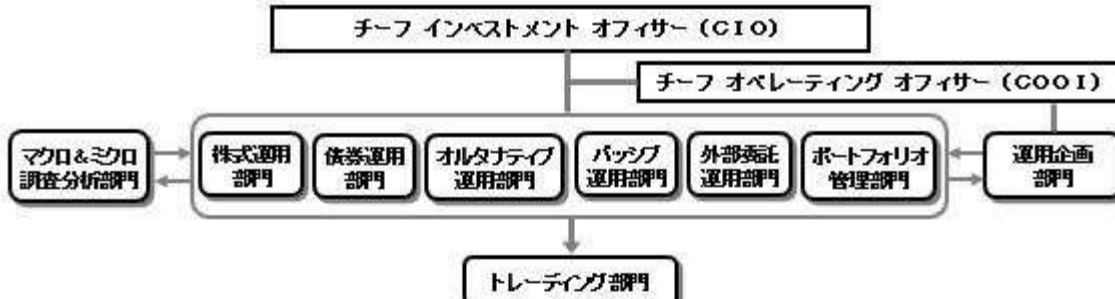 チーフ インベストメント オフィサー (CIO)
チーフ オペレーティング オフィサー (COOI)
マクロ&ミクロ
調査分析部門
株式運用
部門
債券運用
部門
オルタナティブ
運用部門
パッシブ
運用部門
外部委託
運用部門
ポートフォリオ
管理部門
運用企画
部門
トレーディング部門